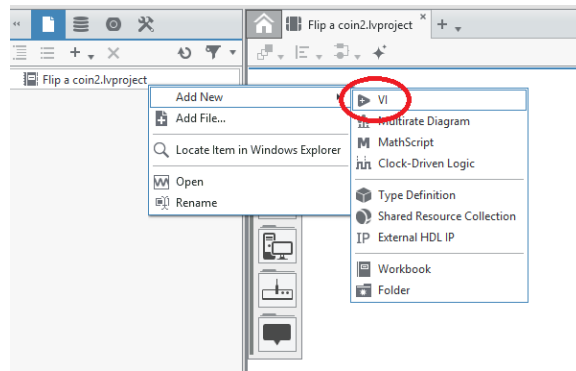 Flip a coin2.lvproject
Flip a coin2.lvproject
Add New
Add File...
Locate Item in Windows Explorer
Open
Rename
VI
Multirate Diagram
MathScript
Clock-Driven Logic
Type Definition
Shared Resource Collection
IP External HDL IP
Workbook
Folder